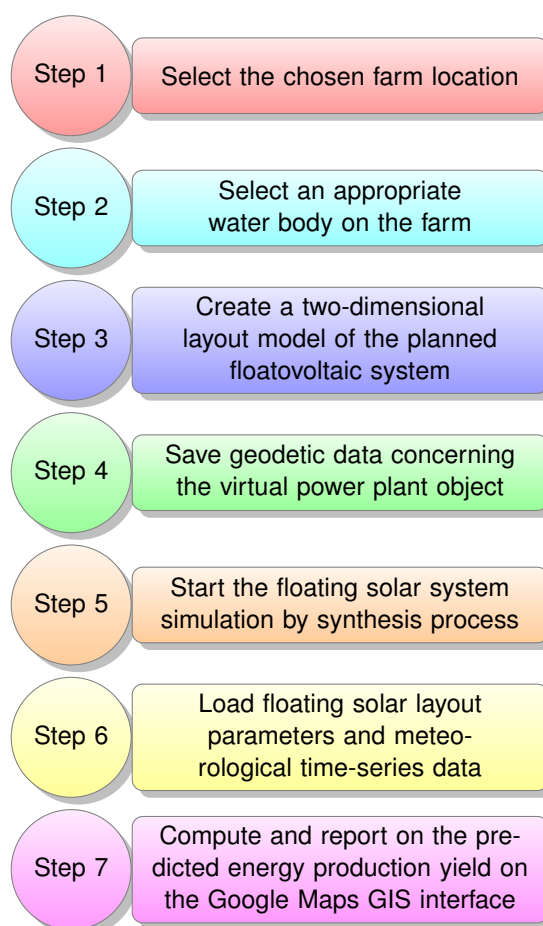 Step 1
Select the chosen farm location
Step 2
Select an appropriate
water body on the farm
Step 3
Create a two-dimensional
layout model of the planned
floatovoltaic system
Step 4
Save geodetic data concerning
the virtual power plant object
Step 5
Start the floating solar system
simulation by synthesis process
Step 6
Load floating solar layout
parameters and meteo-
rological time-series data
Step 7
Compute and report on the pre-
dicted energy production yield on
the Google Maps GIS interface